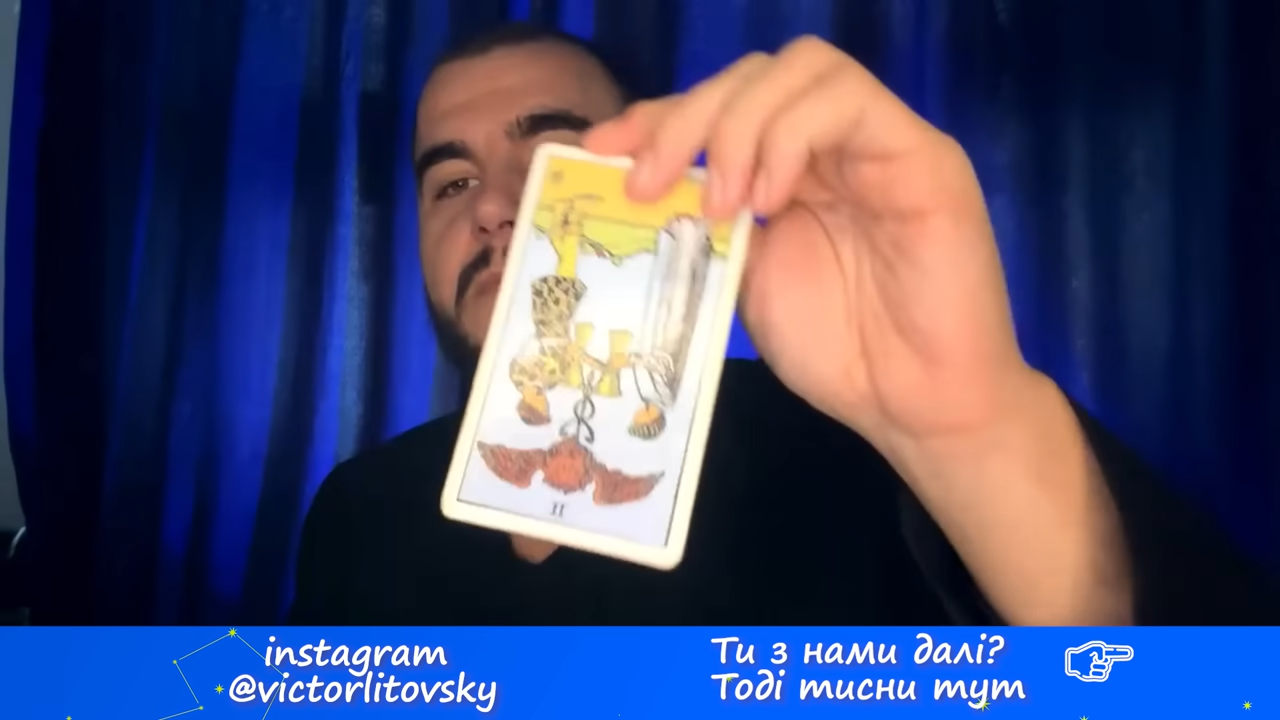 II
instagram
@victorlitovsky
Ти з нами далі?
Тоді тисни тут